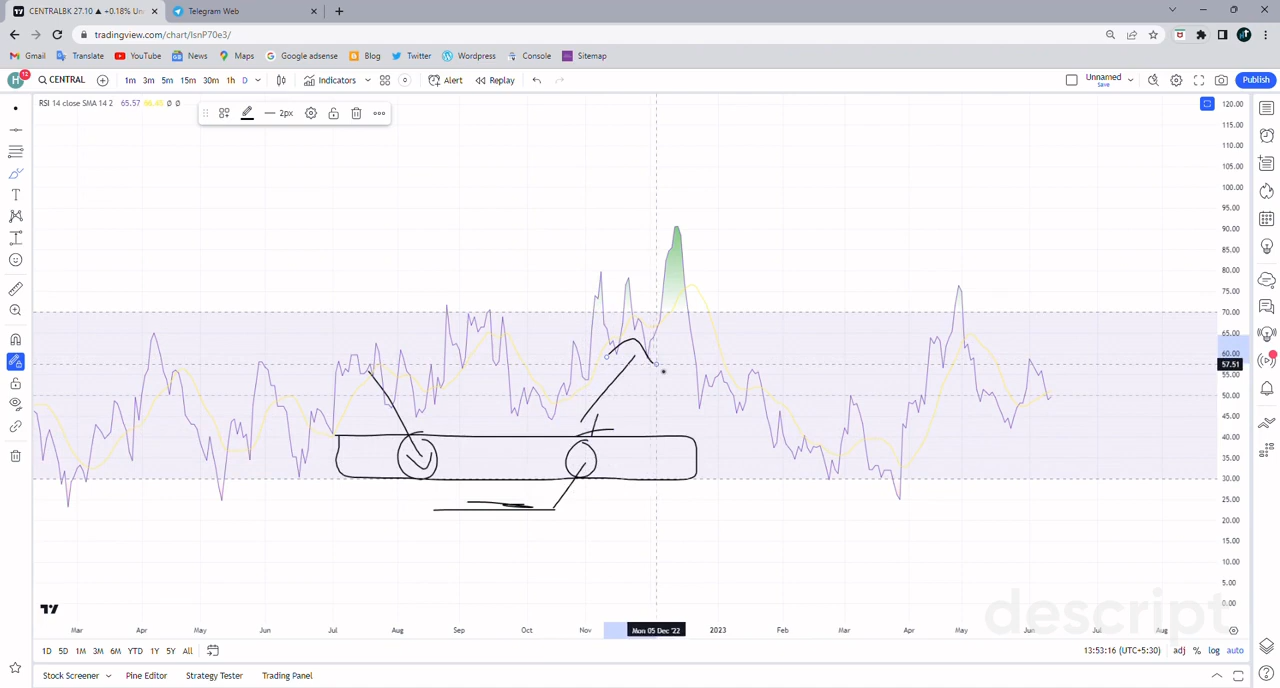 CENTRALBK 27.10 ▲ +0.18% Un
Telegram Web
tradingview.com/chart/lsnP70e3/
Gmail Translate YouTube News Maps Google adsense Blog Twitter Wordpress Console Sitemap
H 12 CENTRAL 1m 3m 5m 15m 30m 1h D Indicators Alert Replay Unnamed Save Publish
RSI 14 close SMA 14 2 65.57 66.45 Ø Ø
2px
120.00
115.00
110.00
105.00
100.00
95.00
90.00
85.00
80.00
75.00
70.00
65.00
60.00
57.51
55.00
50.00
45.00
40.00
35.00
30.00
25.00
20.00
15.00
10.00
5.00
0.00
descript
Mar Apr May Jun Jul Aug Sep Oct Nov Mon 05 Dec '22 2023 Feb Mar Apr May Jun Jul Aug
1D 5D 1M 3M 6M YTD 1Y 5Y All 13:53:16 (UTC+5:30) adj % log auto
Stock Screener Pine Editor Strategy Tester Trading Panel